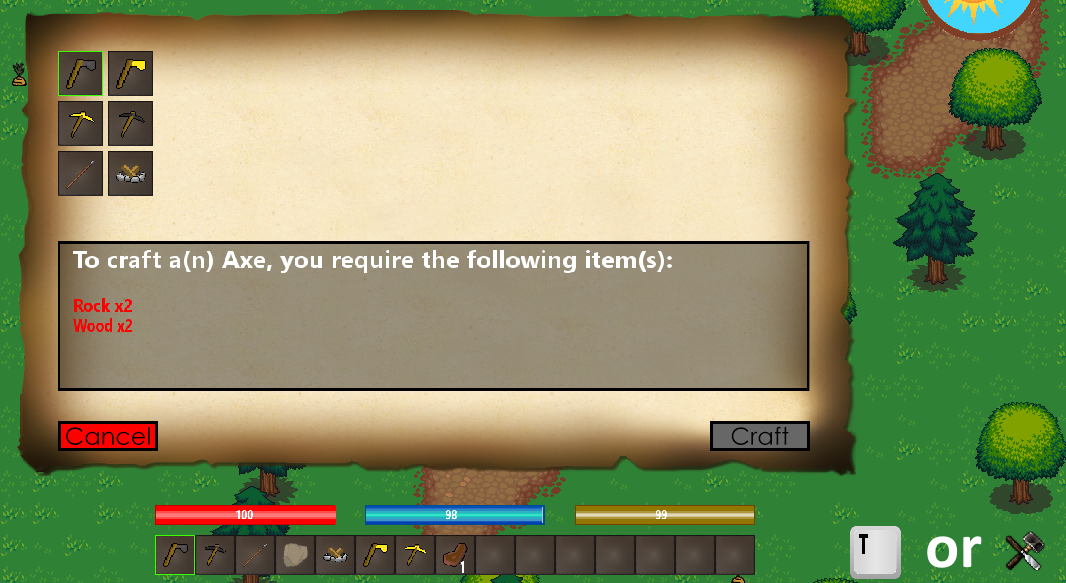 To craft a(n) Axe, you require the following item(s):
Rock x2
Wood x2
Cancel
Craft
100
98
99
1
T
or